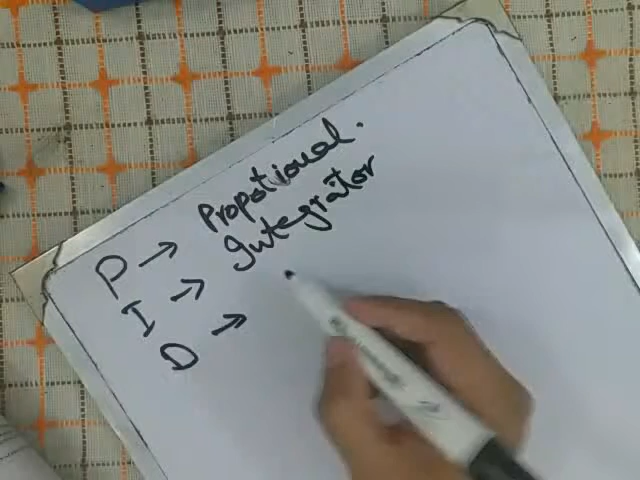 P → Propotional.
I → Integrator
D →